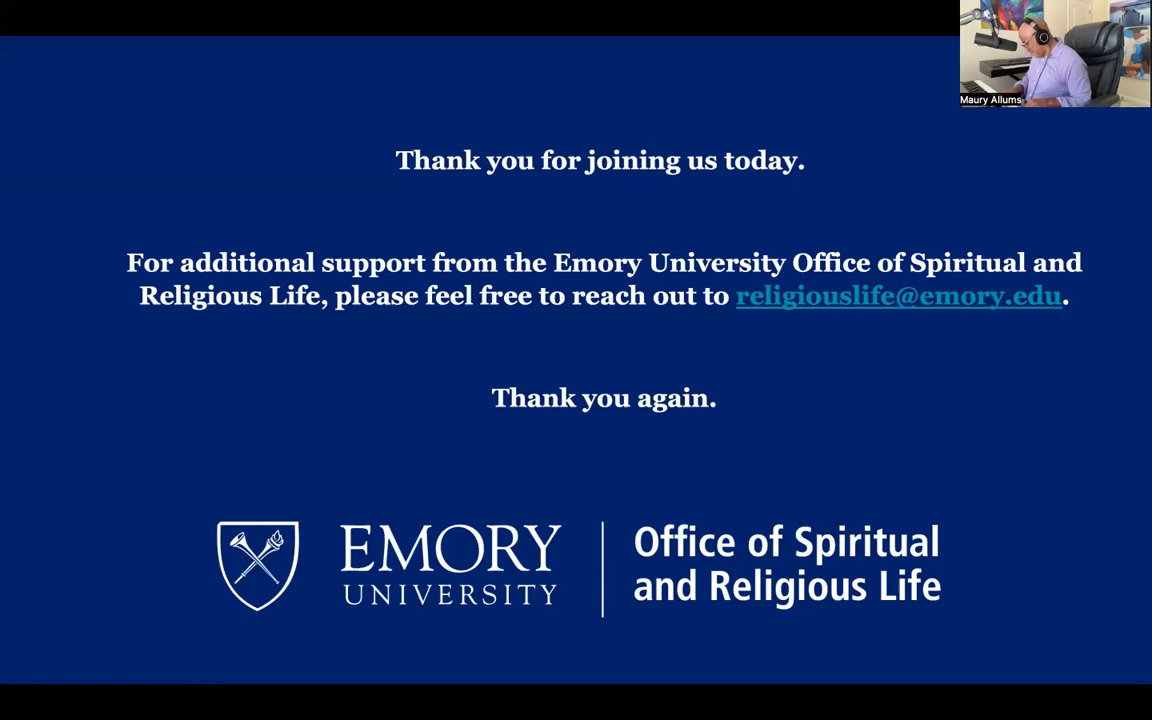 Maury Allums
Thank you for joining us today.
For additional support from the Emory University Office of Spiritual and
Religious Life, please feel free to reach out to religiouslife@emory.edu.
Thank you again.
EMORY
UNIVERSITY
Office of Spiritual
and Religious Life